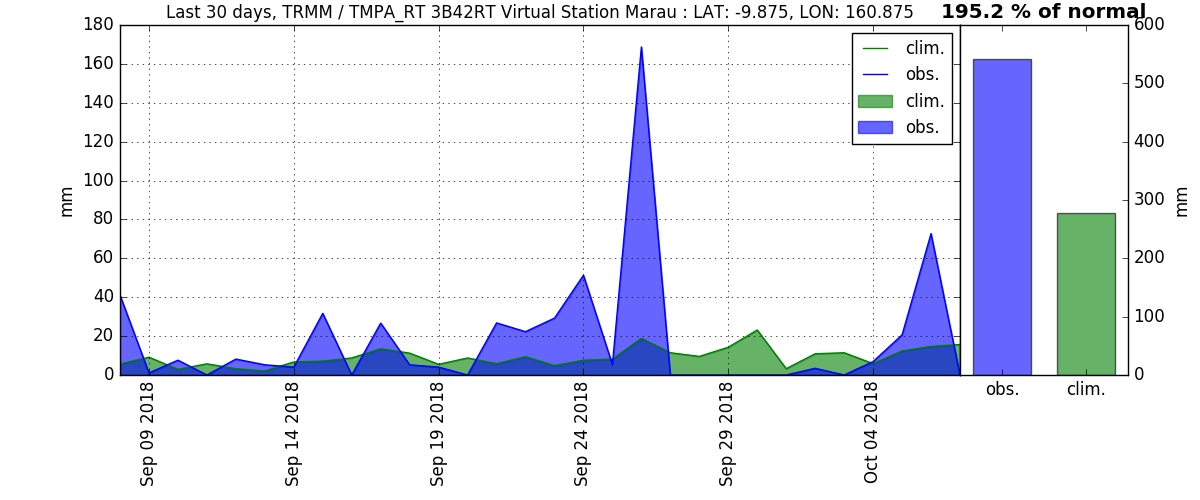 Last 30 days, TRMM / TMPA_RT 3B42RT Virtual Station Marau : LAT: -9.875, LON: 160.875
195.2 % of normal
180
160
140
120
100
80
60
40
20
0
mm
clim.
obs.
clim.
obs.
Sep 09 2018
Sep 14 2018
Sep 19 2018
Sep 24 2018
Sep 29 2018
Oct 04 2018
600
500
400
300
200
100
0
mm
obs.
clim.